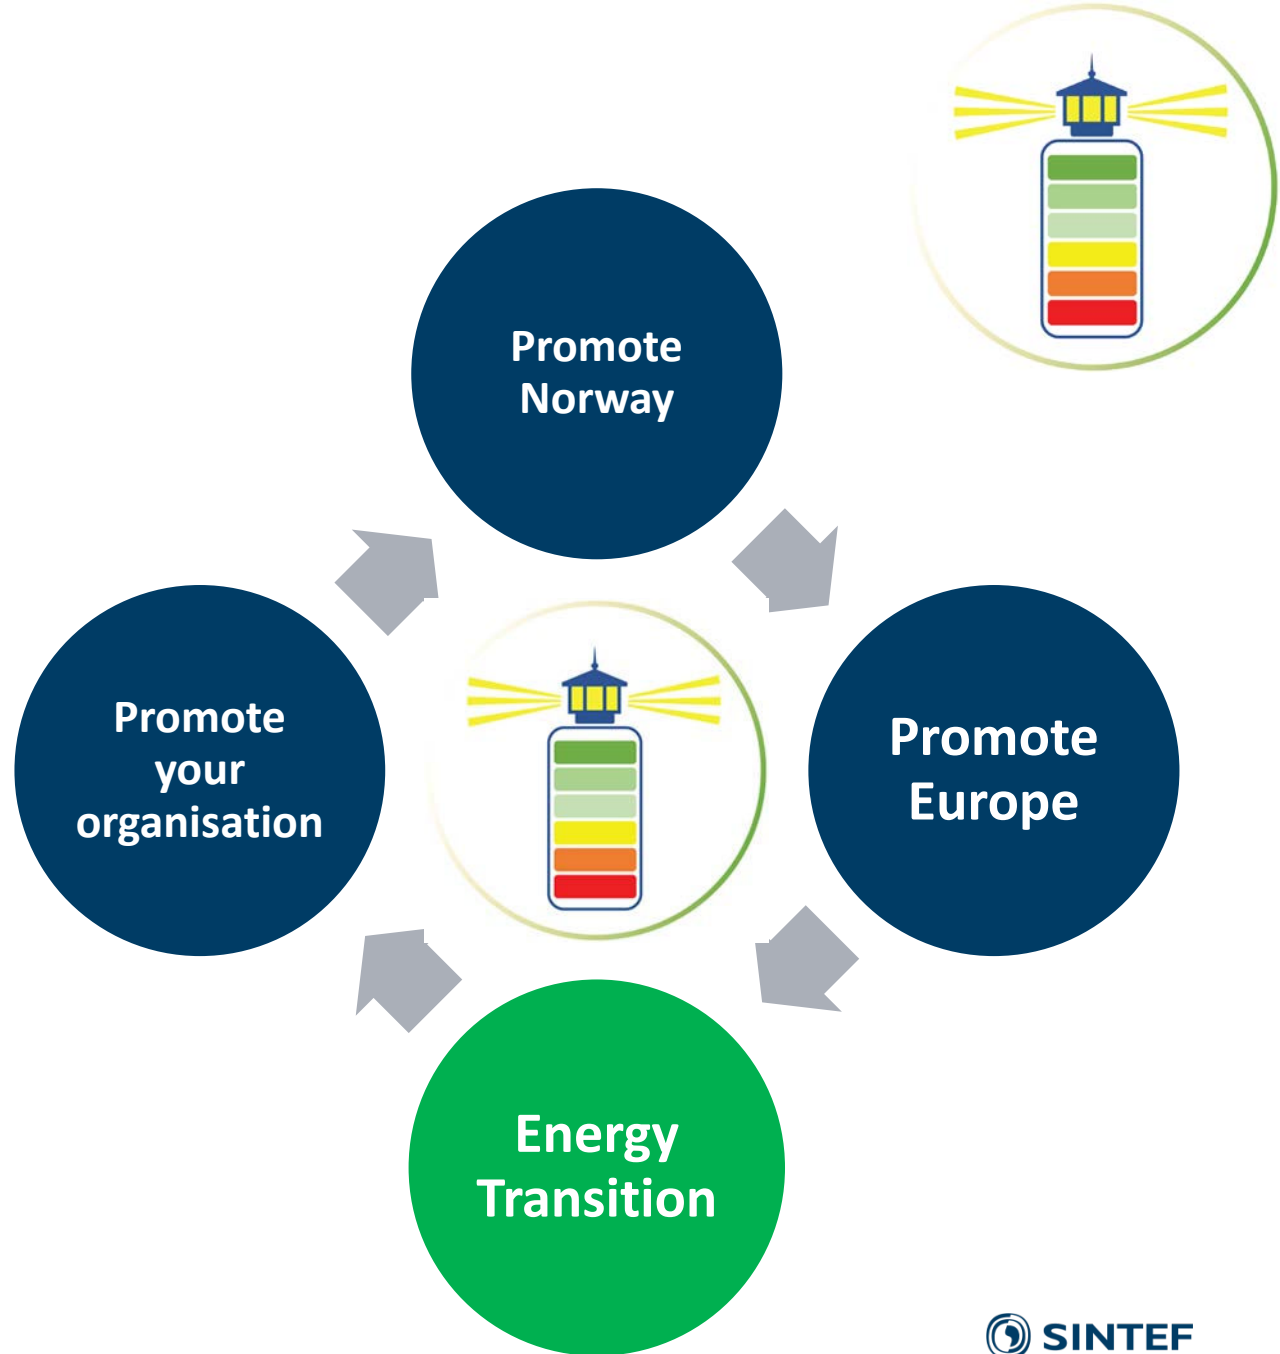 Promote
Norway
Promote
your
organisation
Promote
Europe
Energy
Transition
SINTEF